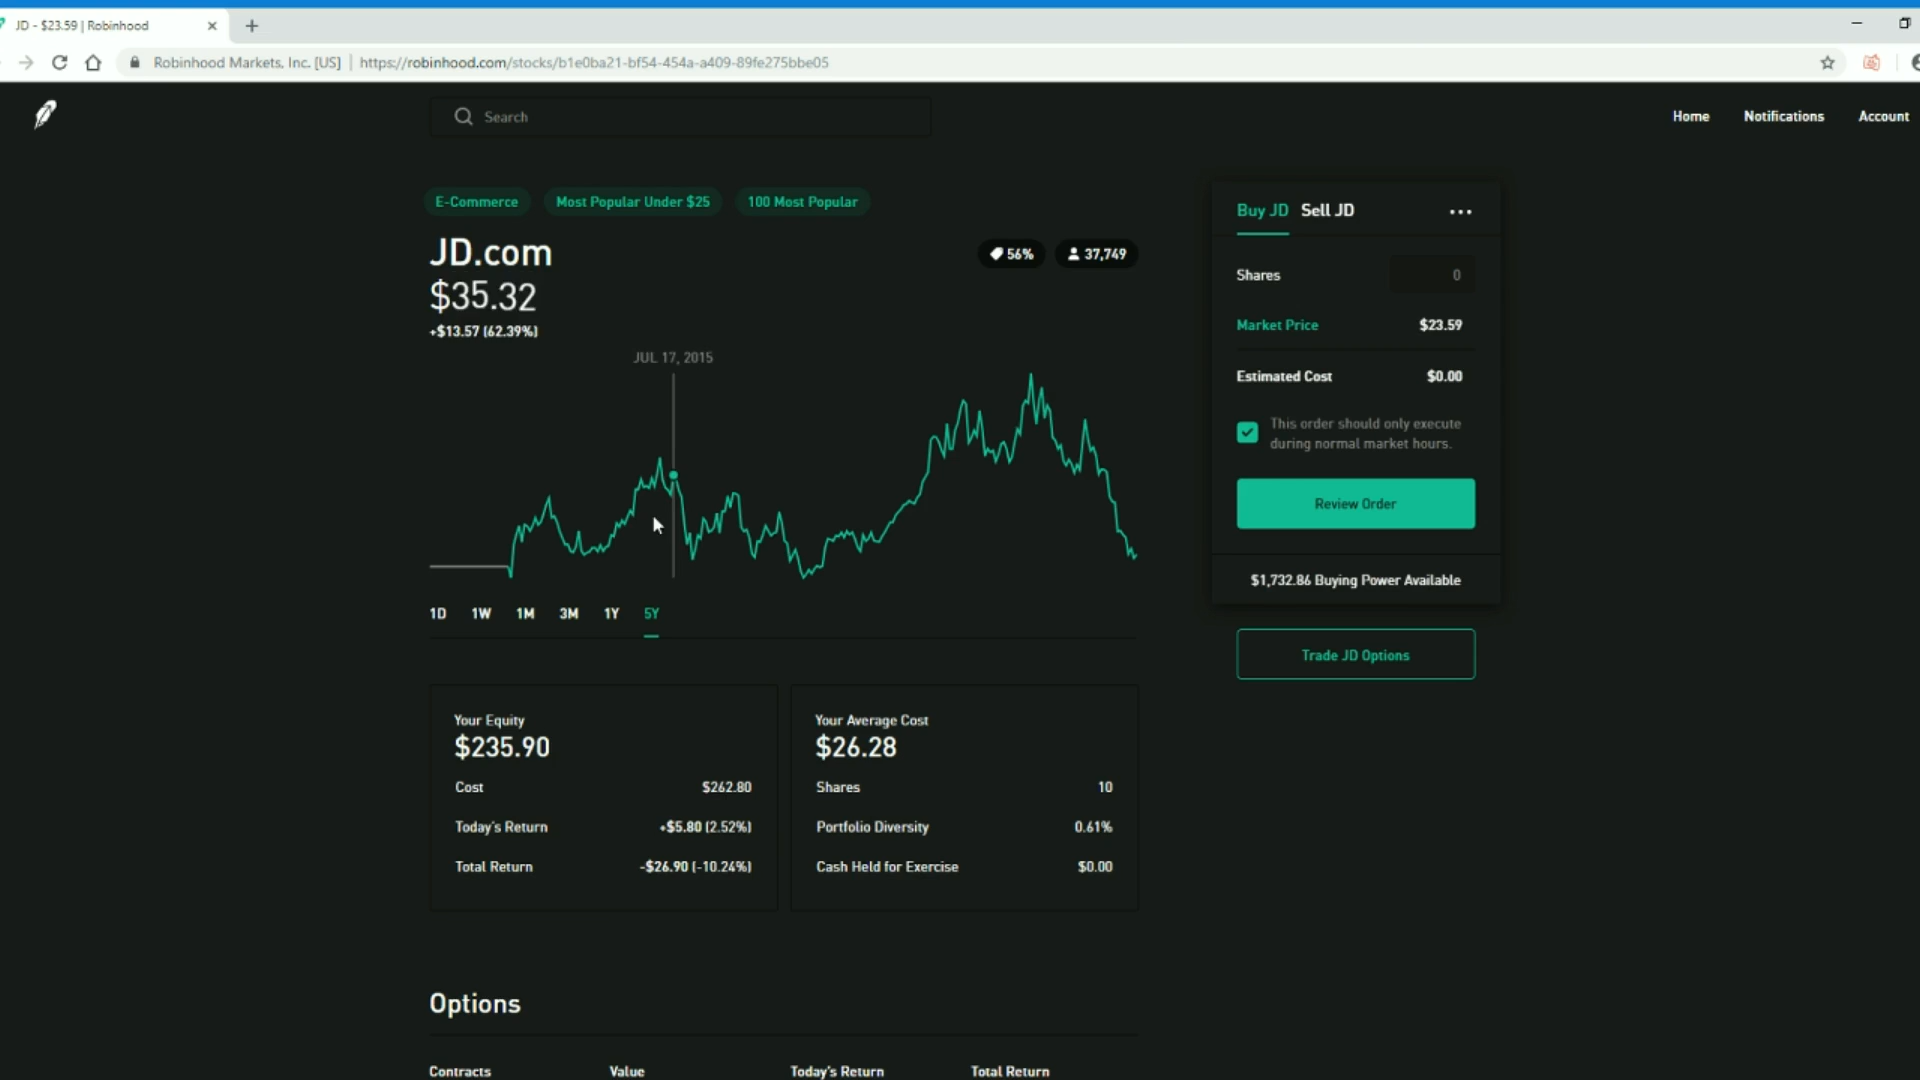 JD - $23.59 | Robinhood
Robinhood Markets, Inc. [US] | https://robinhood.com/stocks/b1e0ba21-bf54-454a-a409-89fe275bbe05
Search
Home Notifications Account
E-Commerce Most Popular Under $25 100 Most Popular
JD.com
56% 37,749
$35.32
+$13.57 (62.39%)
JUL 17, 2015
1D 1W 1M 3M 1Y 5Y
Buy JD Sell JD
Shares 0
Market Price $23.59
Estimated Cost $0.00
This order should only execute
during normal market hours.
Review Order
$1,732.86 Buying Power Available
Trade JD Options
Your Equity
$235.90
Cost $262.80
Today's Return +$5.80 (2.52%)
Total Return -$26.90 (-10.24%)
Your Average Cost
$26.28
Shares 10
Portfolio Diversity 0.61%
Cash Held for Exercise $0.00
Options
Contracts Value Today's Return Total Return